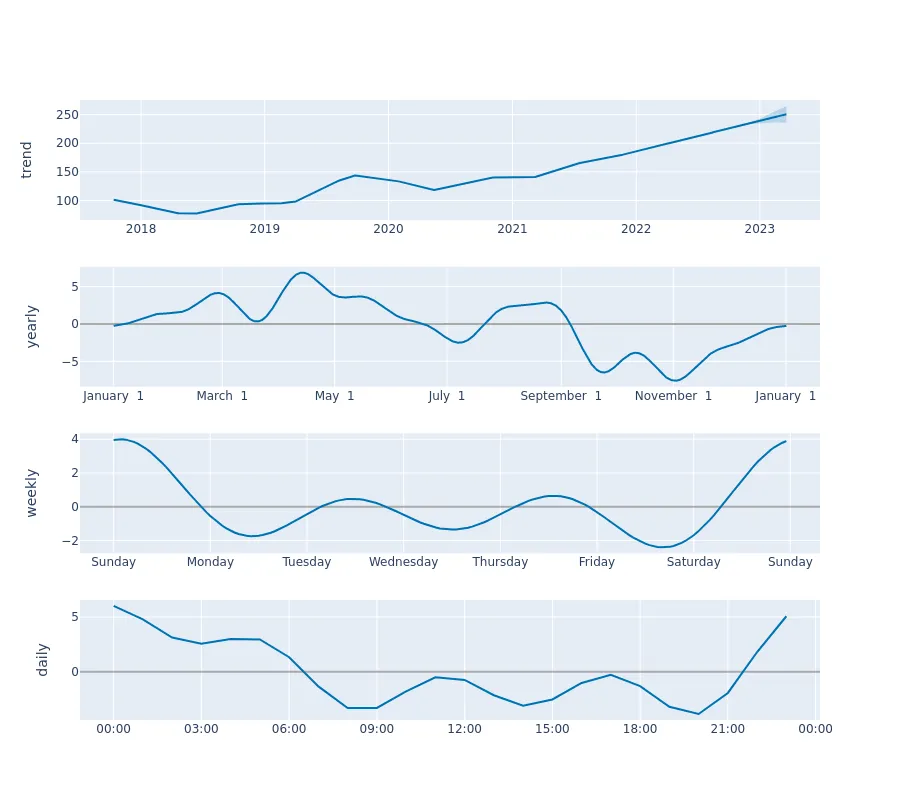 trend
250
200
150
100
2018 2019 2020 2021 2022 2023
yearly
5
0
−5
January 1 March 1 May 1 July 1 September 1 November 1 January 1
weekly
4
2
0
−2
Sunday Monday Tuesday Wednesday Thursday Friday Saturday Sunday
daily
5
0
00:00 03:00 06:00 09:00 12:00 15:00 18:00 21:00 00:00